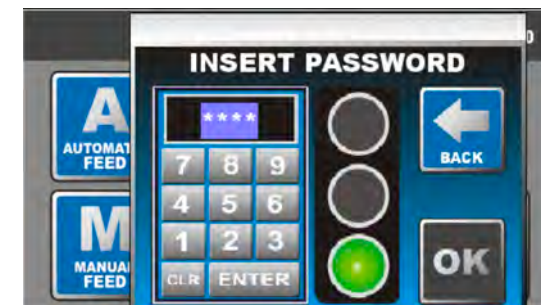 INSERT PASSWORD
A
AUTOMAT
FEED
****
BACK
7 8 9
4 5 6
1 2 3
CLR ENTER
M
MANUA
FEED
OK